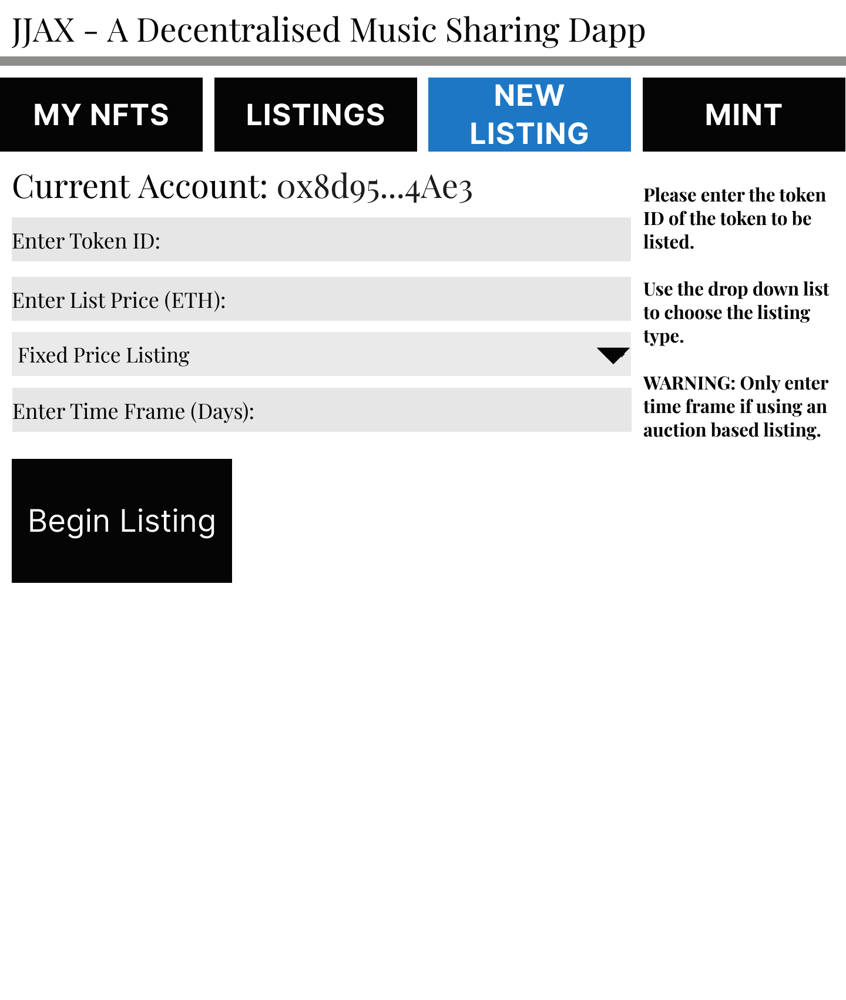 JJAX - A Decentralised Music Sharing Dapp
MY NFTS
LISTINGS
NEW
LISTING
MINT
Current Account: 0x8d95...4Ae3
Enter Token ID:
Enter List Price (ETH):
Fixed Price Listing
Enter Time Frame (Days):
Begin Listing
Please enter the token
ID of the token to be
listed.
Use the drop down list
to choose the listing
type.
WARNING: Only enter
time frame if using an
auction based listing.